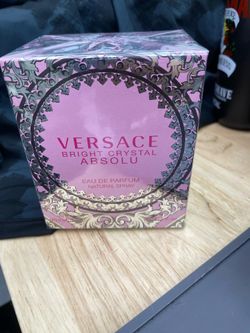 VERSACE
BRIGHT CRYSTAL
ABSOLU
EAU DE PARFUM
NATURAL SPRAY